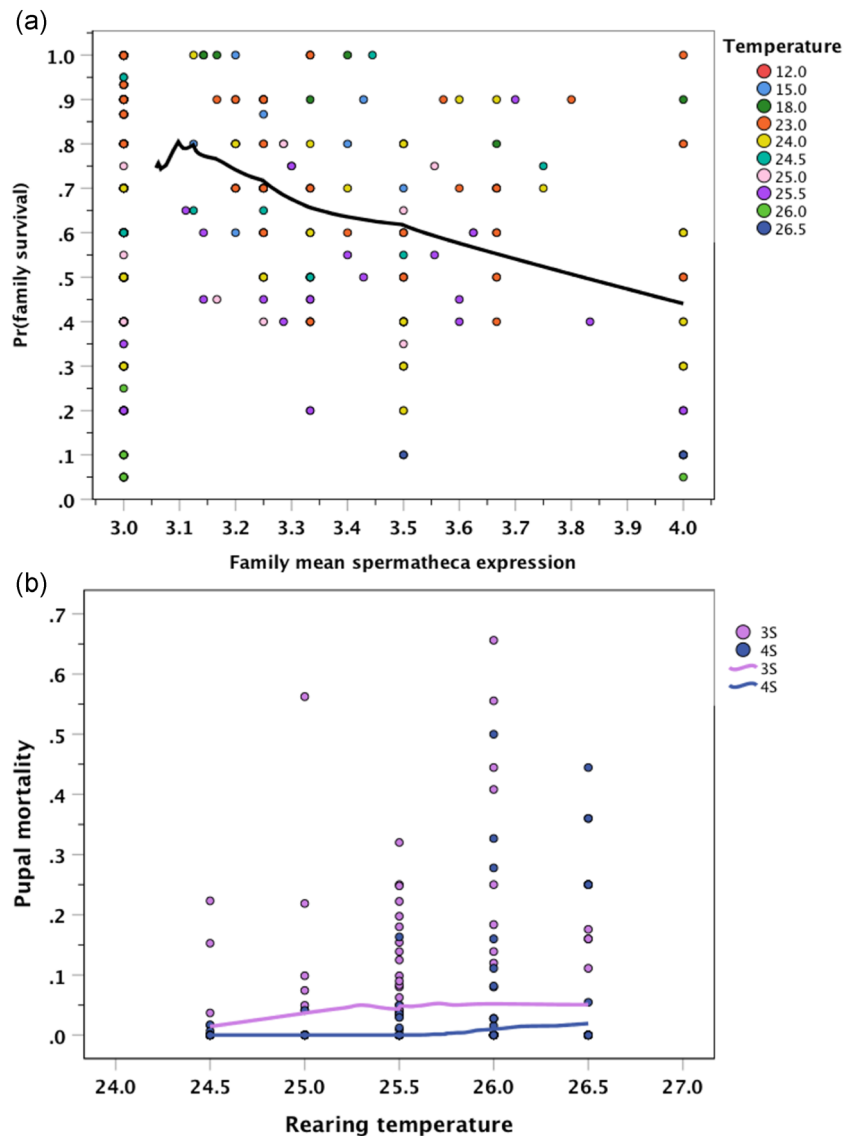 (a)
Pr(family survival)
1.0
.9
.8
.7
.6
.5
.4
.3
.2
.1
.0
3.0 3.1 3.2 3.3 3.4 3.5 3.6 3.7 3.8 3.9 4.0
Family mean spermatheca expression
Temperature
12.0
15.0
18.0
23.0
24.0
24.5
25.0
25.5
26.0
26.5
(b)
Pupal mortality
.7
.6
.5
.4
.3
.2
.1
.0
24.0 24.5 25.0 25.5 26.0 26.5 27.0
Rearing temperature
3S
4S
3S
4S